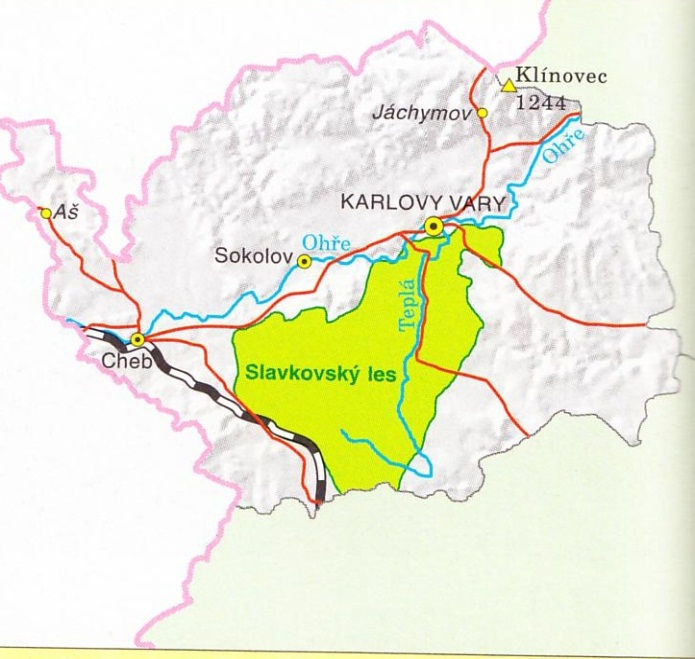 Klínovec
1244
Jáchymov
Ohře
KARLOVY VARY
Aš
Ohře
Sokolov
Teplá
Cheb
Slavkovský les